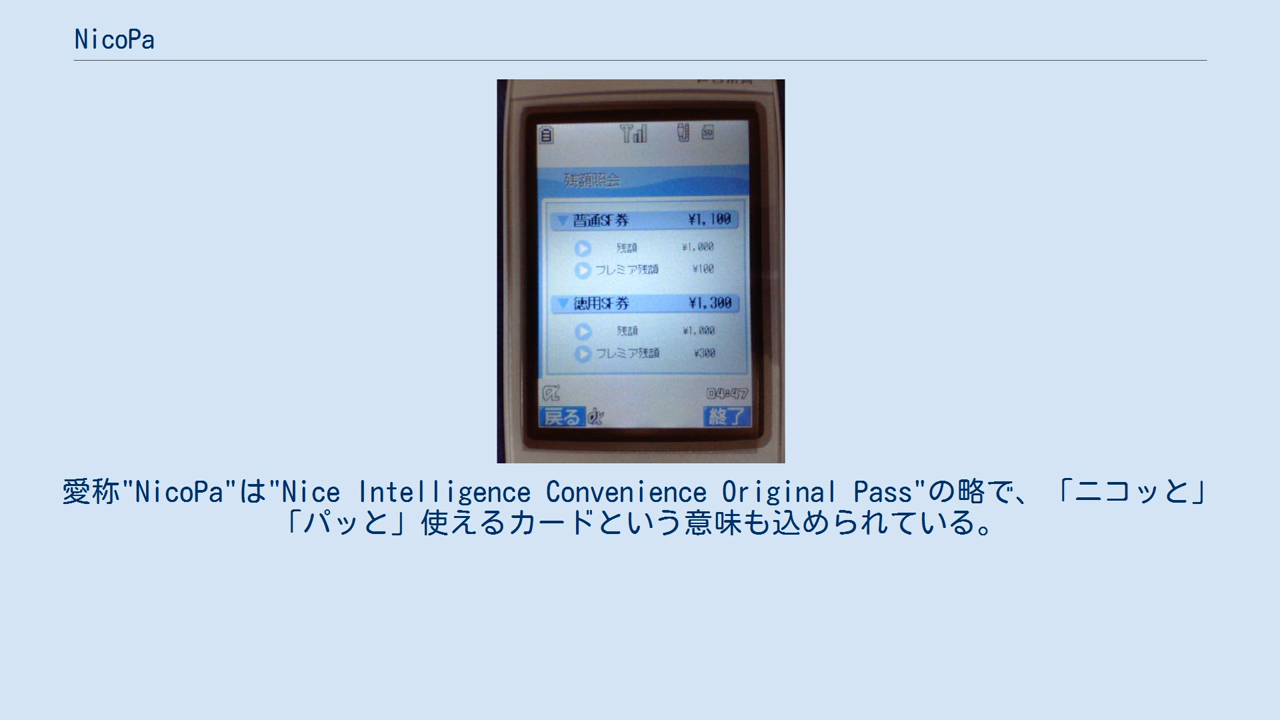 NicoPa
残額照会
普通SF券 ¥1,100
残額 ¥1,000
プレミア残額 ¥100
徳用SF券 ¥1,300
残額 ¥1,000
プレミア残額 ¥300
04:47
戻る 終了
愛称"NicoPa"は"Nice Intelligence Convenience Original Pass"の略で、「ニコッと」
「パッと」使えるカードという意味も込められている。